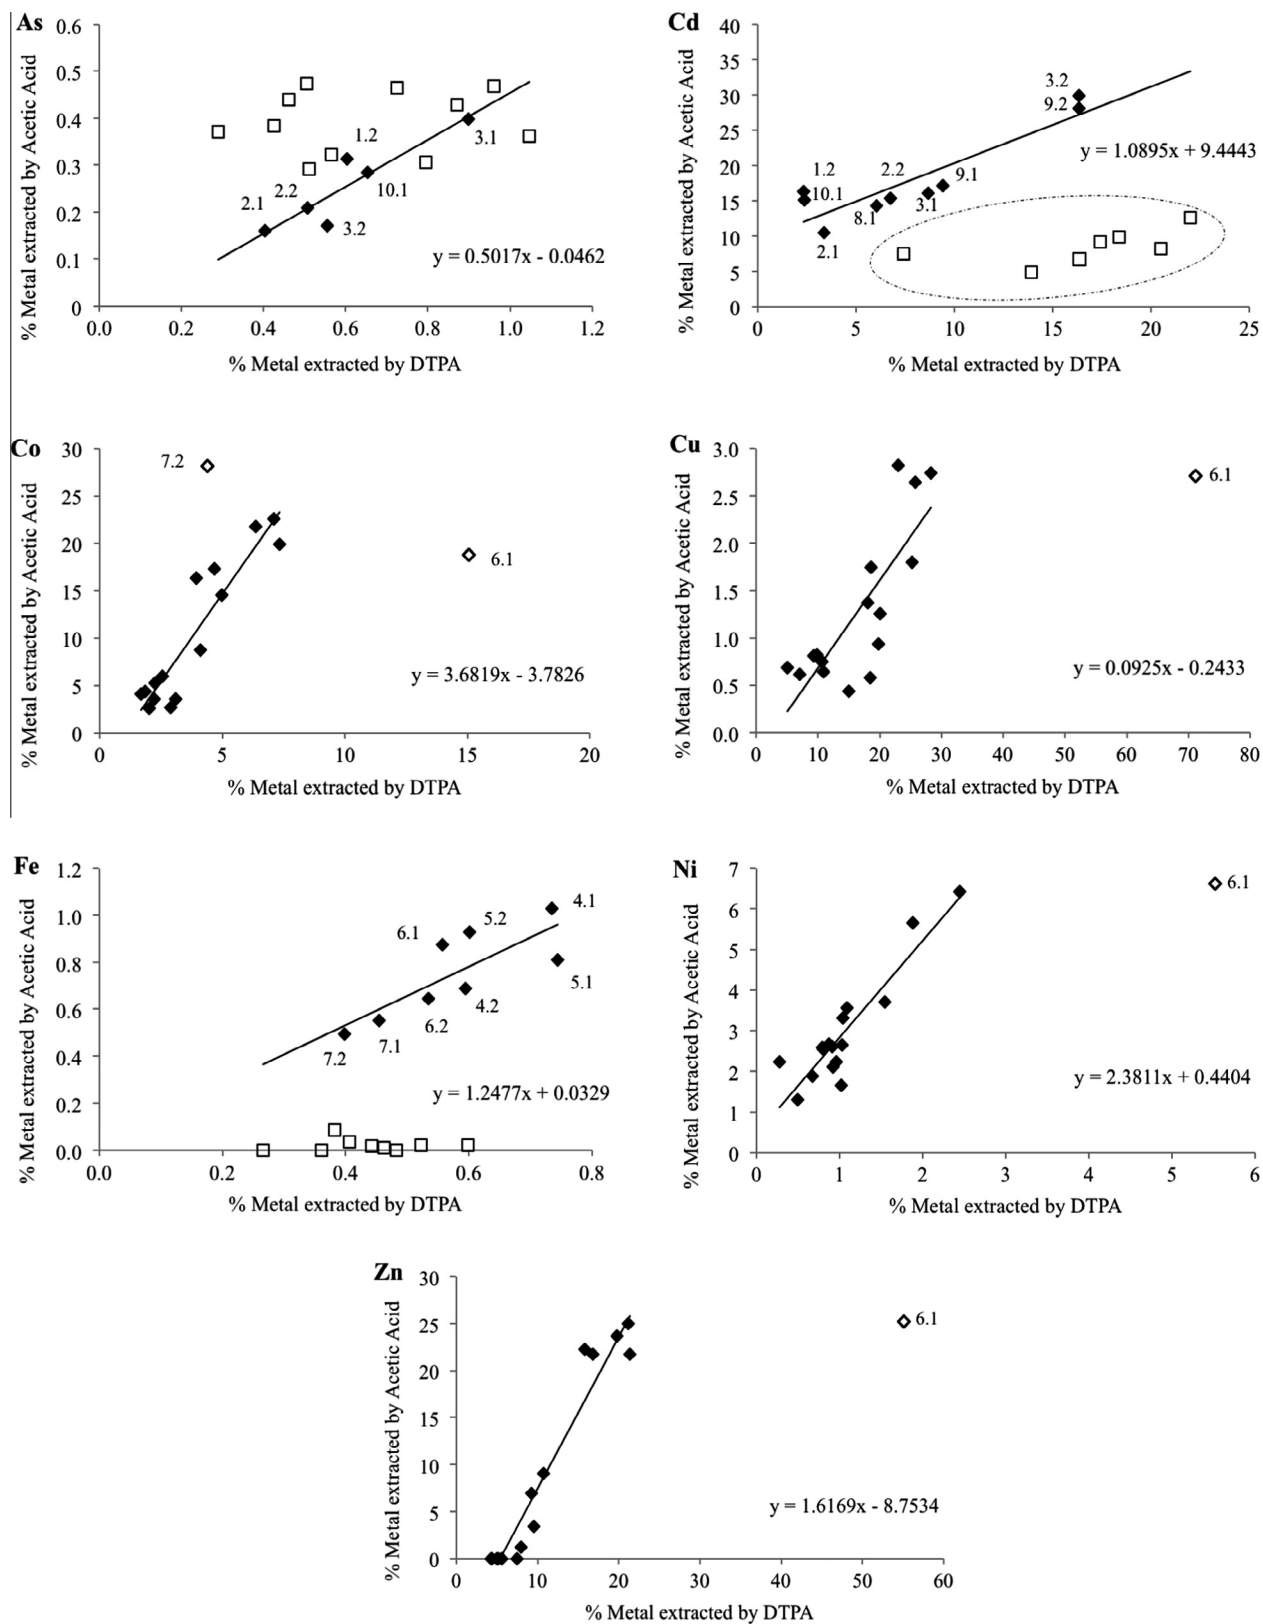 As
% Metal extracted by Acetic Acid
0.6
0.5
0.4
0.3
0.2
0.1
0
1.2
3.1
2.2
10.1
2.1
3.2
y = 0.5017x - 0.0462
0.0 0.2 0.4 0.6 0.8 1.0 1.2
% Metal extracted by DTPA
Cd
% Metal extracted by Acetic Acid
40
35
30
25
20
15
10
5
0
3.2
9.2
y = 1.0895x + 9.4443
1.2
2.2
9.1
10.1
8.1
3.1
2.1
0 5 10 15 20 25
% Metal extracted by DTPA
Co
% Metal extracted by Acetic Acid
30
25
20
15
10
5
0
7.2
6.1
y = 3.6819x - 3.7826
0 5 10 15 20
% Metal extracted by DTPA
Cu
% Metal extracted by Acetic Acid
3.0
2.5
2.0
1.5
1.0
0.5
0.0
6.1
y = 0.0925x - 0.2433
0 10 20 30 40 50 60 70 80
% Metal extracted by DTPA
Fe
% Metal extracted by Acetic Acid
1.2
1.0
0.8
0.6
0.4
0.2
0.0
4.1
5.2
6.1
5.1
4.2
6.2
7.1
7.2
y = 1.2477x + 0.0329
0.0 0.2 0.4 0.6 0.8
% Metal extracted by DTPA
Ni
% Metal extracted by Acetic Acid
7
6
5
4
3
2
1
0
6.1
y = 2.3811x + 0.4404
0 1 2 3 4 5 6
% Metal extracted by DTPA
Zn
% Metal extracted by Acetic Acid
30
25
20
15
10
5
0
6.1
y = 1.6169x - 8.7534
0 10 20 30 40 50 60
% Metal extracted by DTPA